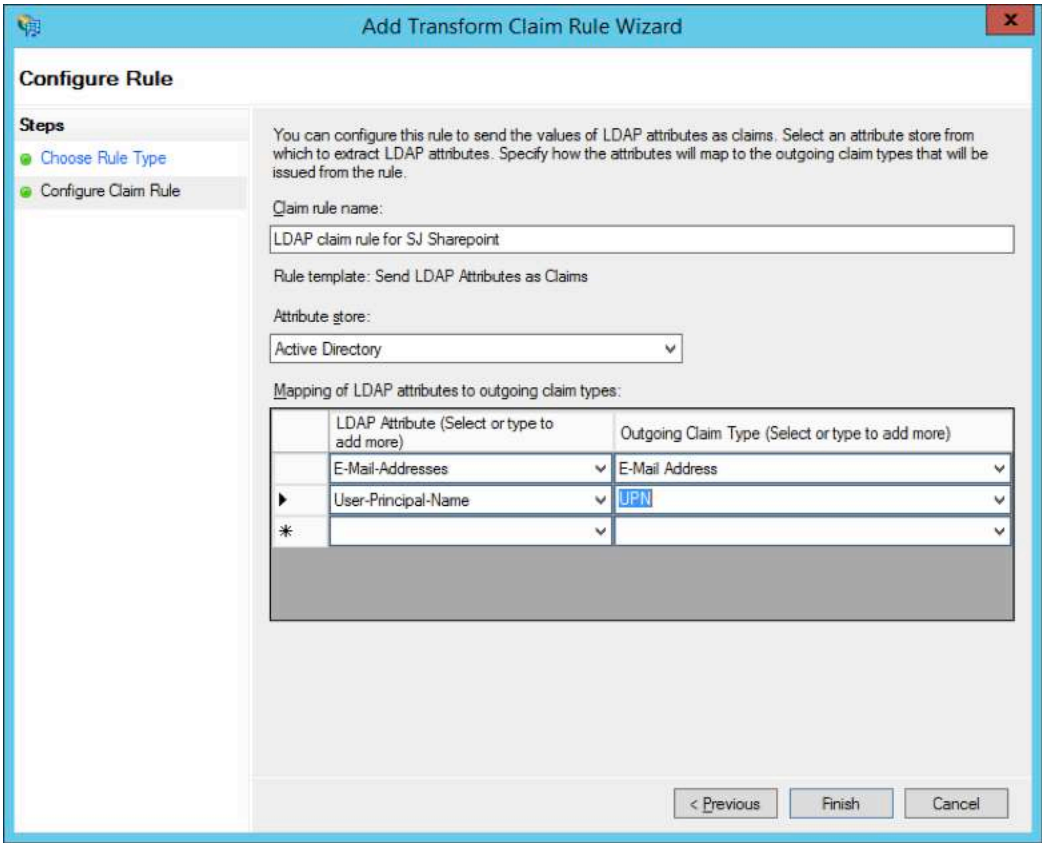 Add Transform Claim Rule Wizard
x
Configure Rule
Steps
Choose Rule Type
Configure Claim Rule
You can configure this rule to send the values of LDAP attributes as claims. Select an attribute store from
which to extract LDAP attributes. Specify how the attributes will map to the outgoing claim types that will be
issued from the rule.
Claim rule name:
LDAP claim rule for SJ Sharepoint
Rule template: Send LDAP Attributes as Claims
Attribute store:
Active Directory
Mapping of LDAP attributes to outgoing claim types:
LDAP Attribute (Select or type to
add more)
Outgoing Claim Type (Select or type to add more)
E-Mail-Addresses
E-Mail Address
User-Principal-Name
UPN
*
< Previous
Finish
Cancel